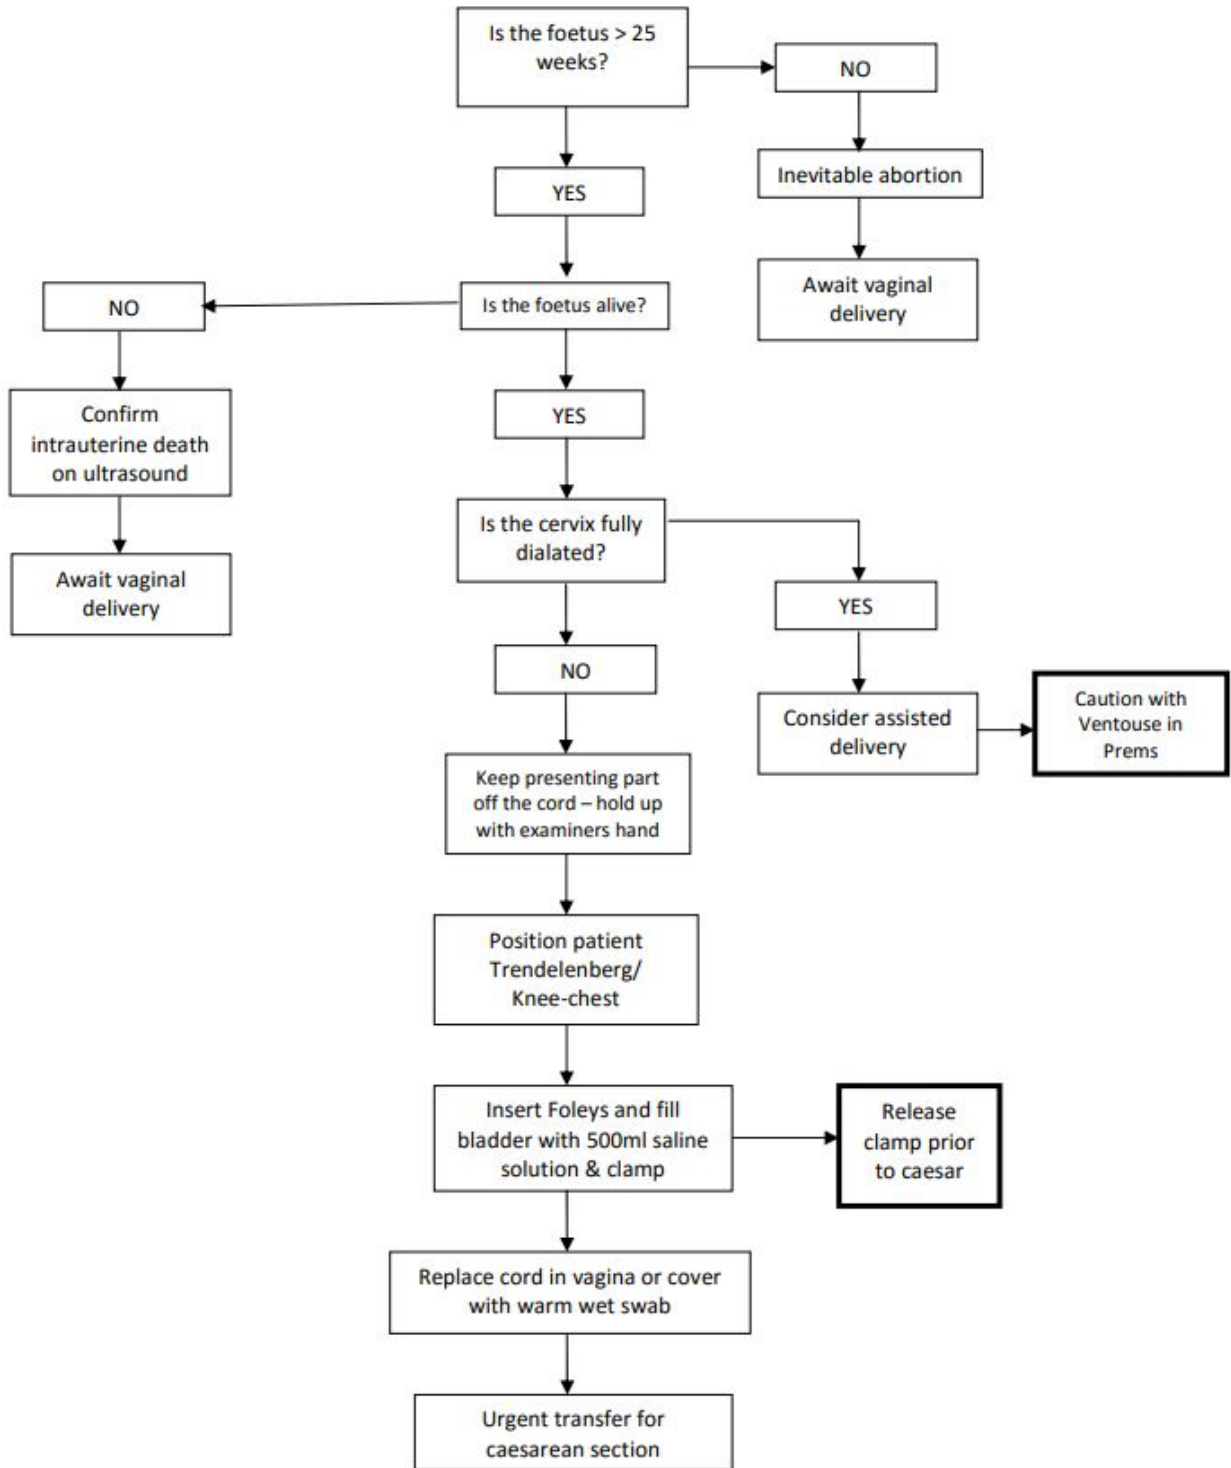 Is the foetus > 25
weeks?
NO
Inevitable abortion
Await vaginal
delivery
YES
Is the foetus alive?
NO
Confirm
intrauterine death
on ultrasound
Await vaginal
delivery
YES
Is the cervix fully
dialated?
YES
Consider assisted
delivery
Caution with
Ventouse in
Prems
NO
Keep presenting part
off the cord – hold up
with examiners hand
Position patient
Trendelenberg/
Knee-chest
Insert Foleys and fill
bladder with 500ml saline
solution & clamp
Release
clamp prior
to caesar
Replace cord in vagina or cover
with warm wet swab
Urgent transfer for
caesarean section